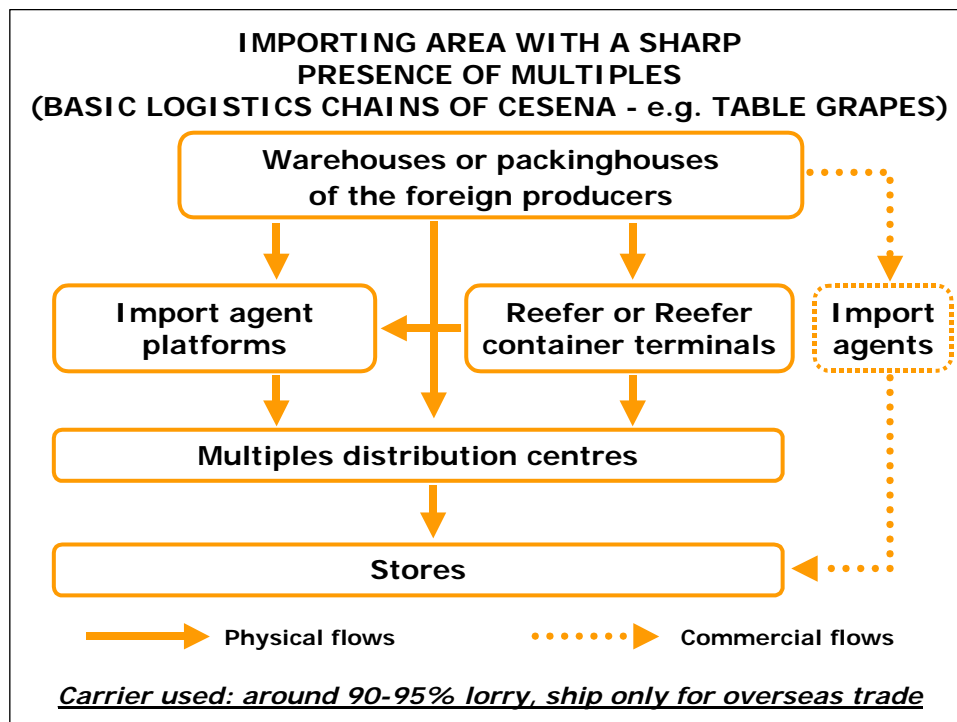 IMPORTING AREA WITH A SHARP
PRESENCE OF MULTIPLES
(BASIC LOGISTICS CHAINS OF CESENA - e.g. TABLE GRAPES)
Warehouses or packinghouses
of the foreign producers
Import agent
platforms
Reefer or Reefer
container terminals
Import
agents
Multiples distribution centres
Stores
Physical flows
Commercial flows
Carrier used: around 90-95% lorry, ship only for overseas trade